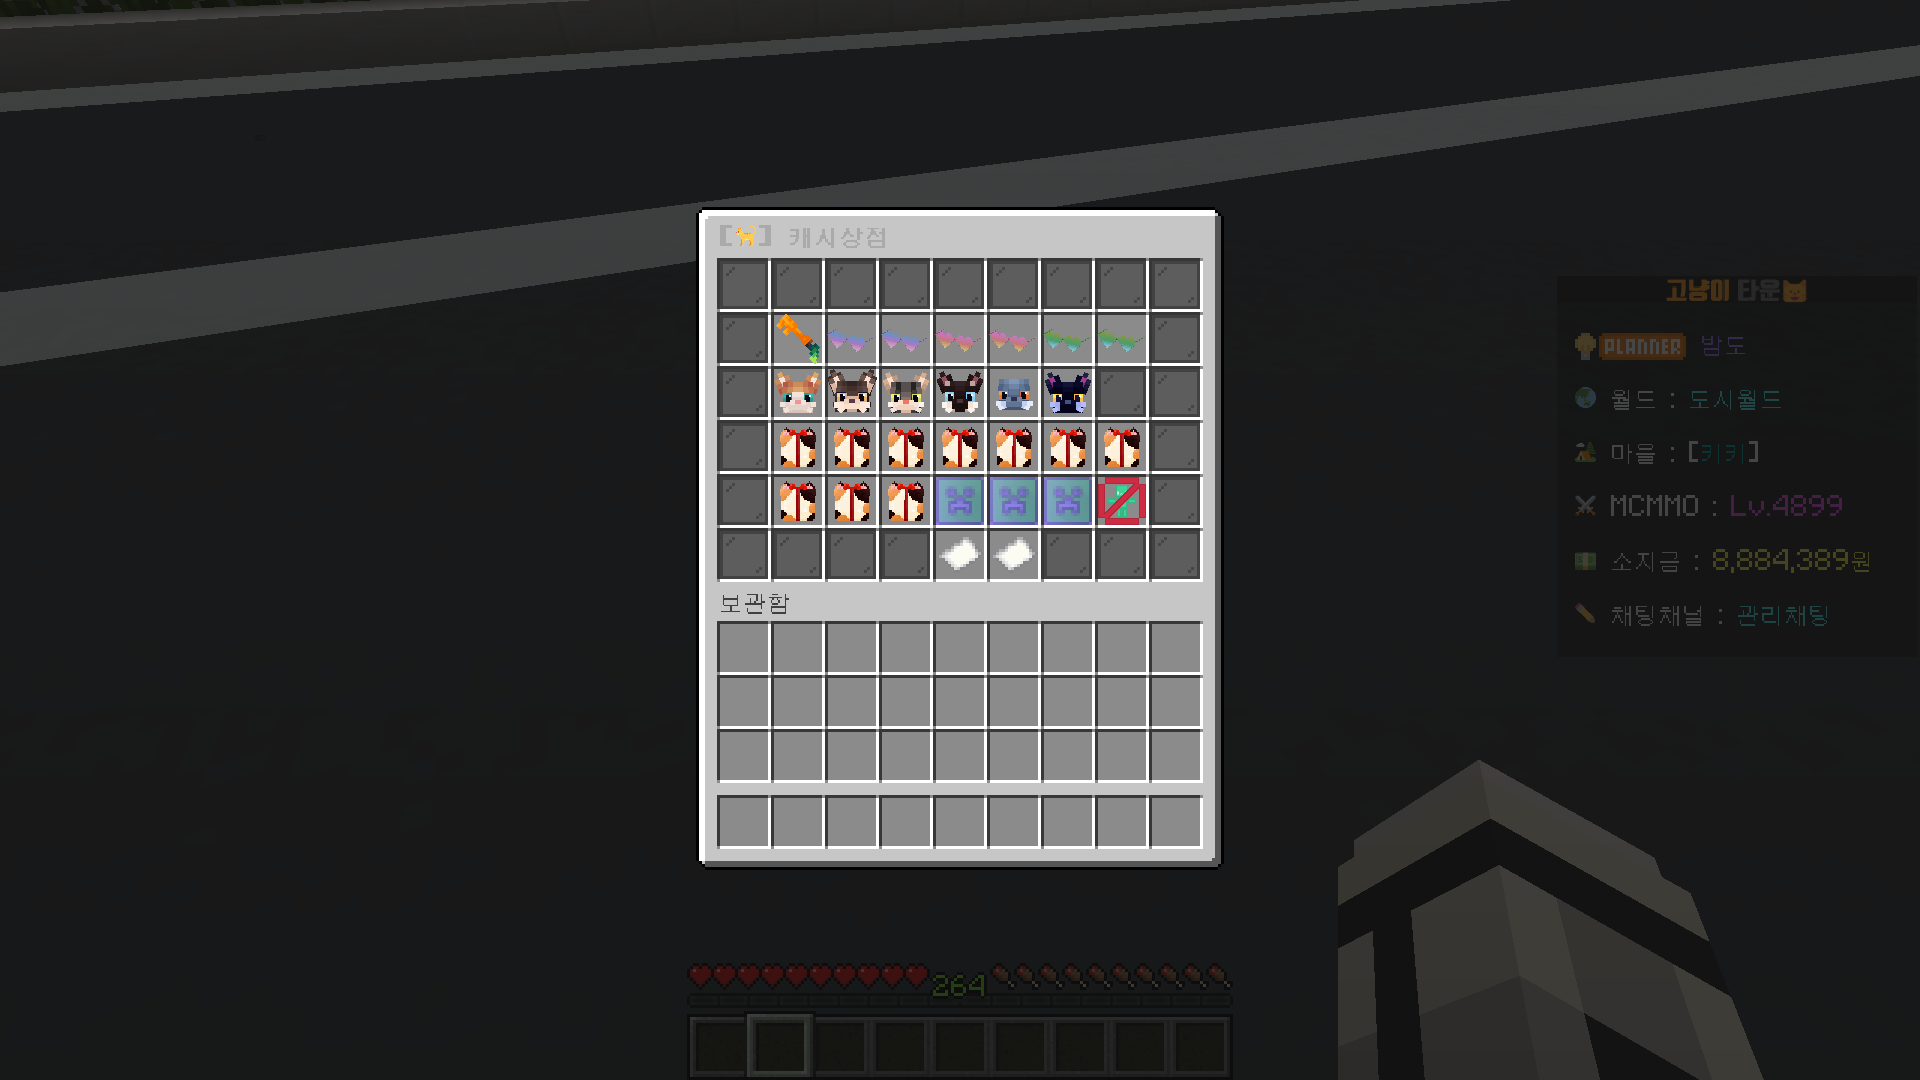 [🐈] 캐시상점
보관함
고냥이 타운🐱
PLANNER 밤도
월드 : 도시월드
마을 : [키키]
MCMMO : Lv.4899
소지금 : 8,884,389원
채팅채널 : 관리채팅
264